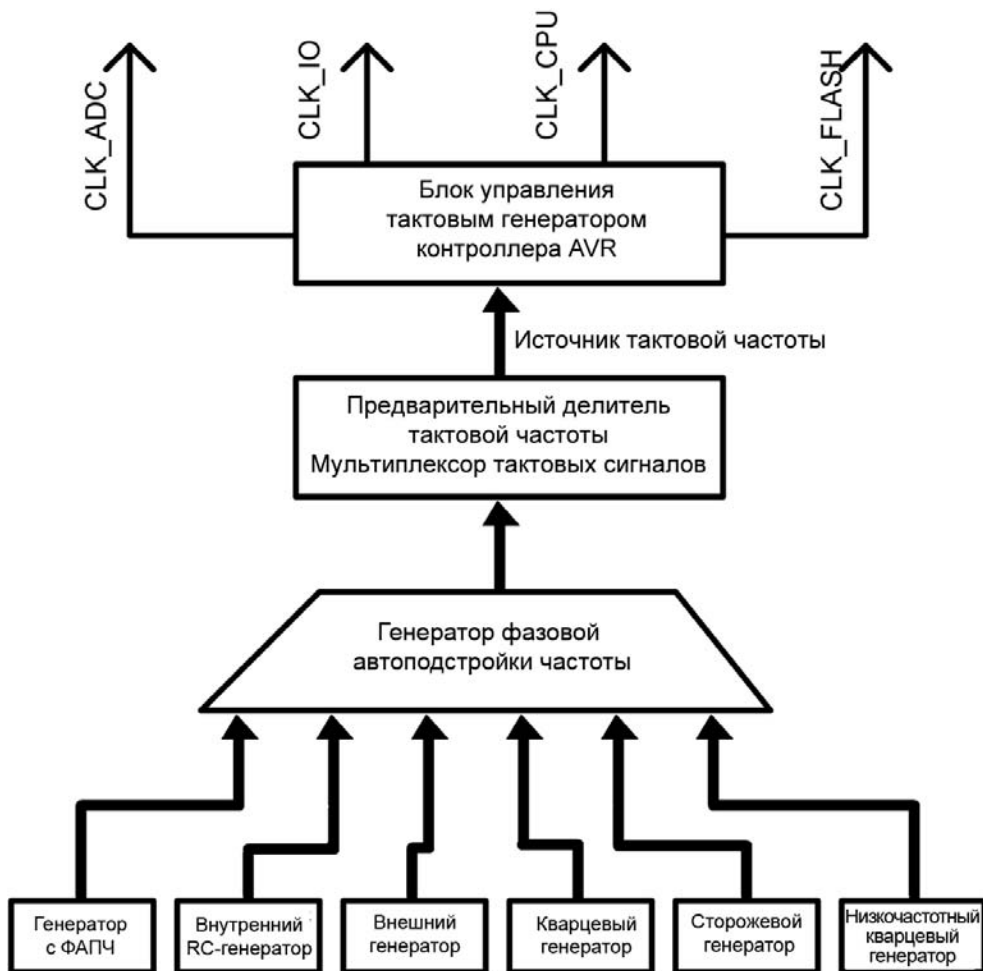 CLK_ADC
CLK_IO
CLK_CPU
CLK_FLASH
Блок управления
тактовым генератором
контроллера AVR
Источник тактовой частоты
Предварительный делитель
тактовой частоты
Мультиплексор тактовых сигналов
Генератор фазовой
автоподстройки частоты
Генератор
с ФАПЧ
Внутренний
RC-генератор
Внешний
генератор
Кварцевый
генератор
Сторожевой
генератор
Низкочастотный
кварцевый
генератор